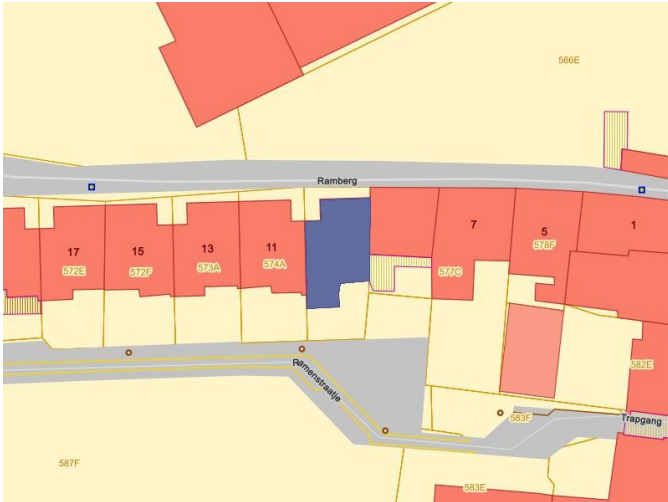 566E
Ramberg
17
15
13
11
7
5
1
572E
572F
573A
574A
577C
578F
582E
Ramenstraatje
583F
Trapgang
587F
583E